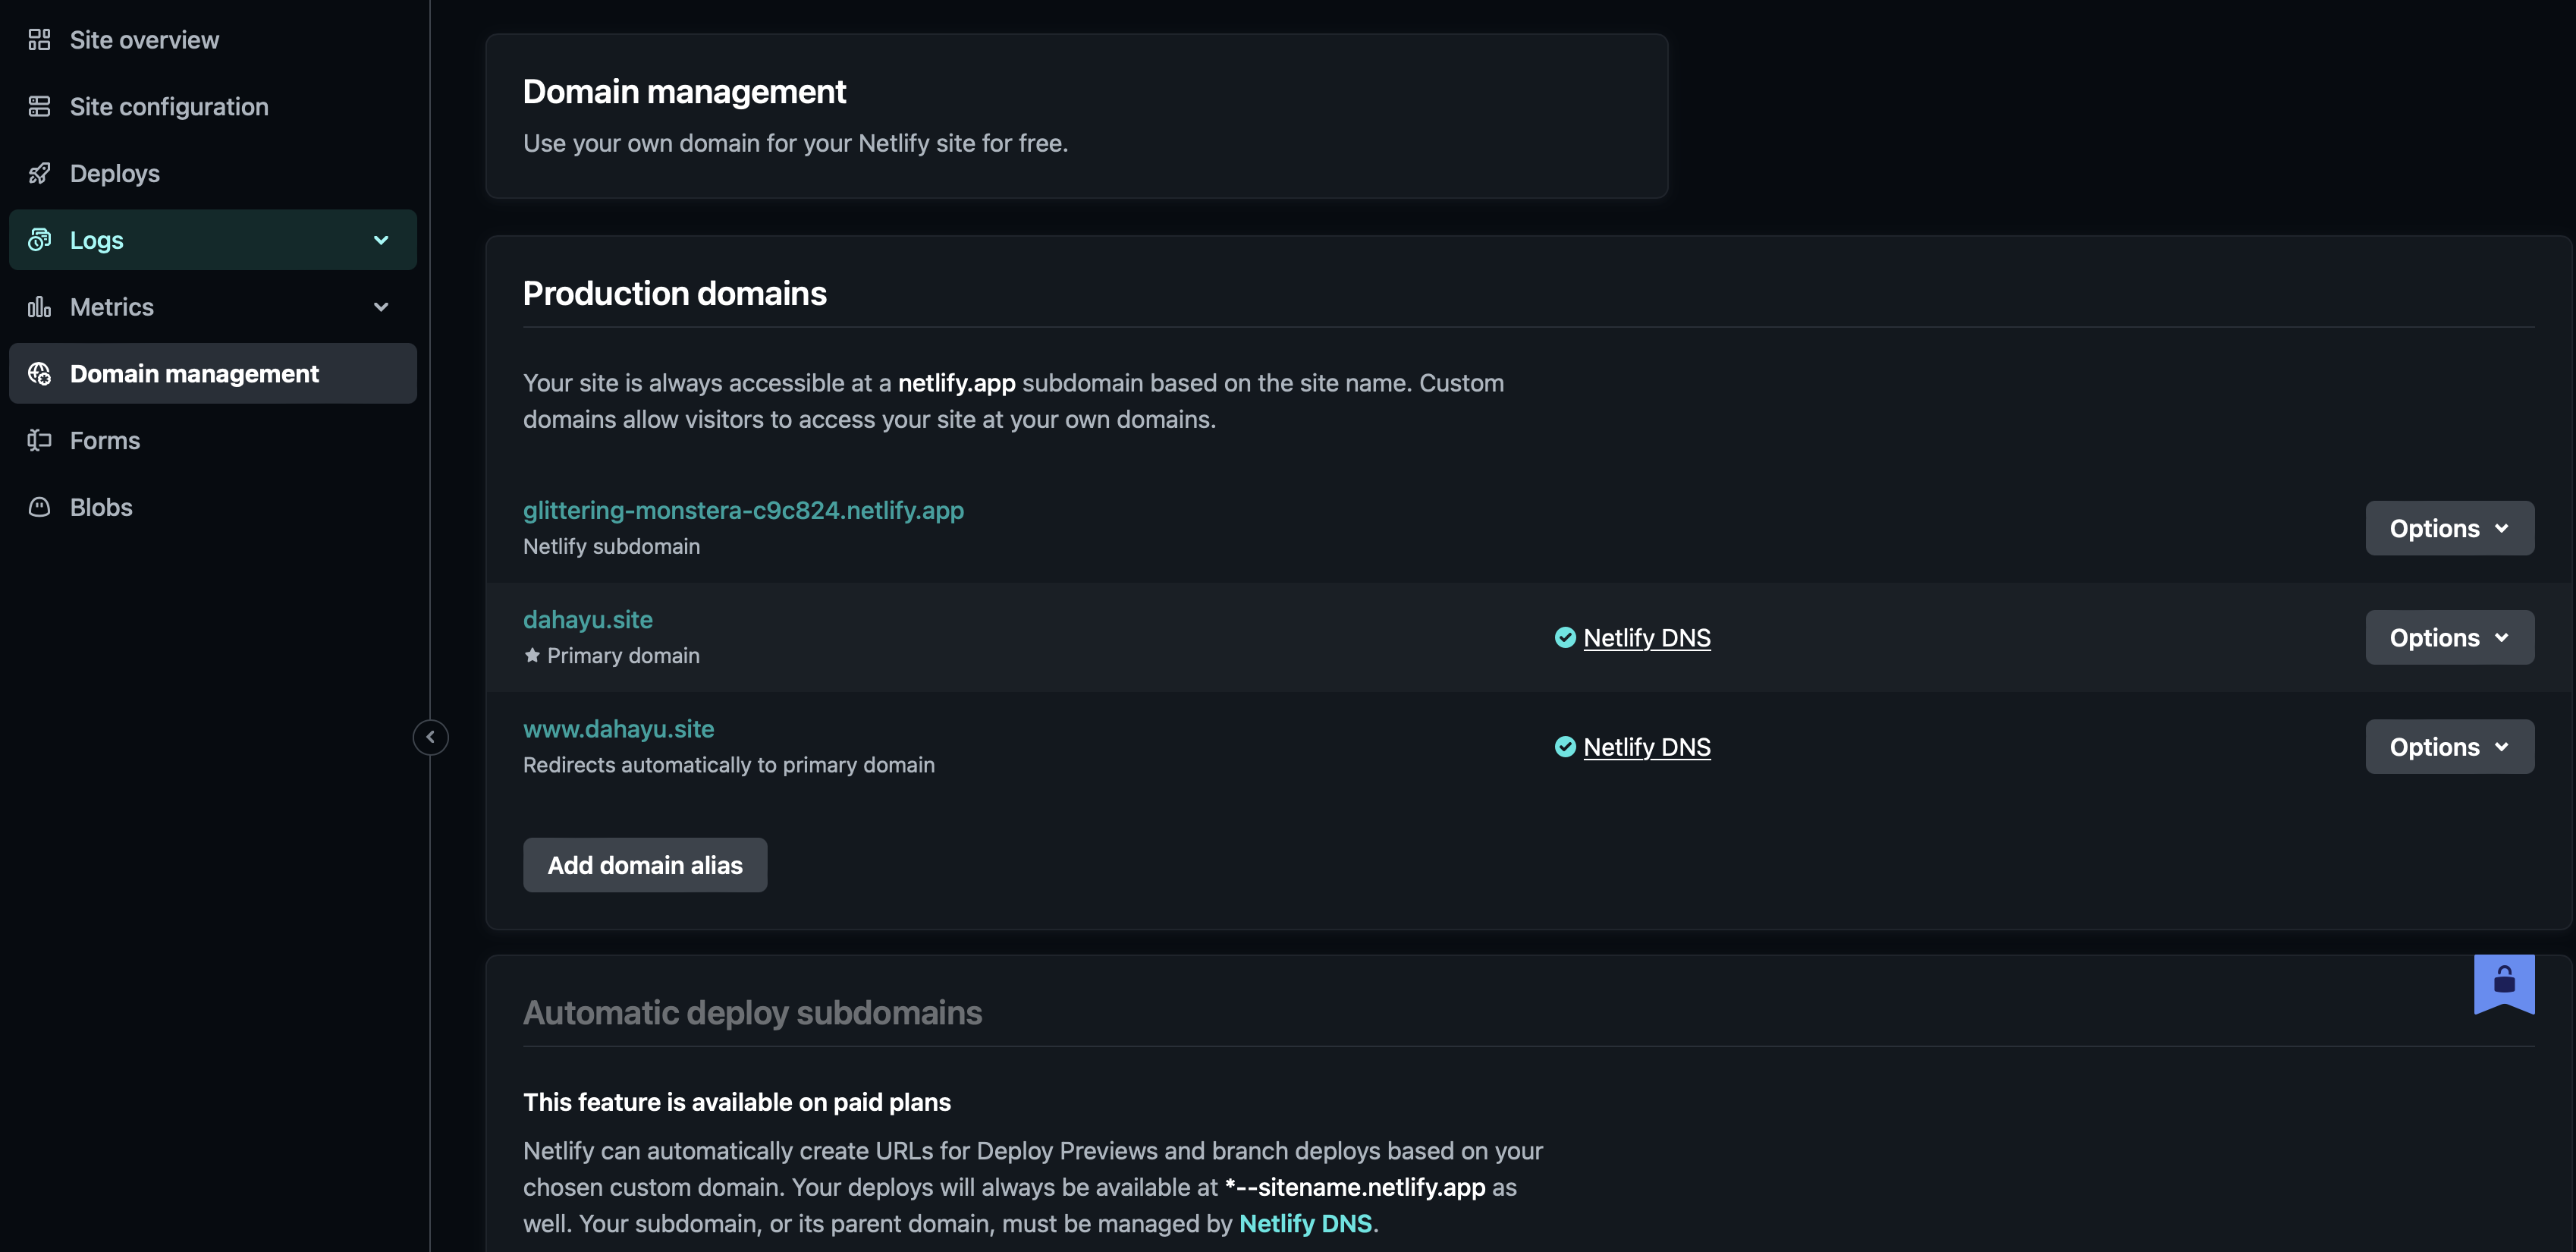 Site overview
Site configuration
Deploys
Logs
Metrics
Domain management
Forms
Blobs
Domain management
Use your own domain for your Netlify site for free.
Production domains
Your site is always accessible at a netlify.app subdomain based on the site name. Custom
domains allow visitors to access your site at your own domains.
glittering-monstera-c9c824.netlify.app
Netlify subdomain
Options
dahayu.site
Primary domain
Netlify DNS
Options
www.dahayu.site
Redirects automatically to primary domain
Netlify DNS
Options
Add domain alias
Automatic deploy subdomains
This feature is available on paid plans
Netlify can automatically create URLs for Deploy Previews and branch deploys based on your
chosen custom domain. Your deploys will always be available at *--sitename.netlify.app as
well. Your subdomain, or its parent domain, must be managed by Netlify DNS.